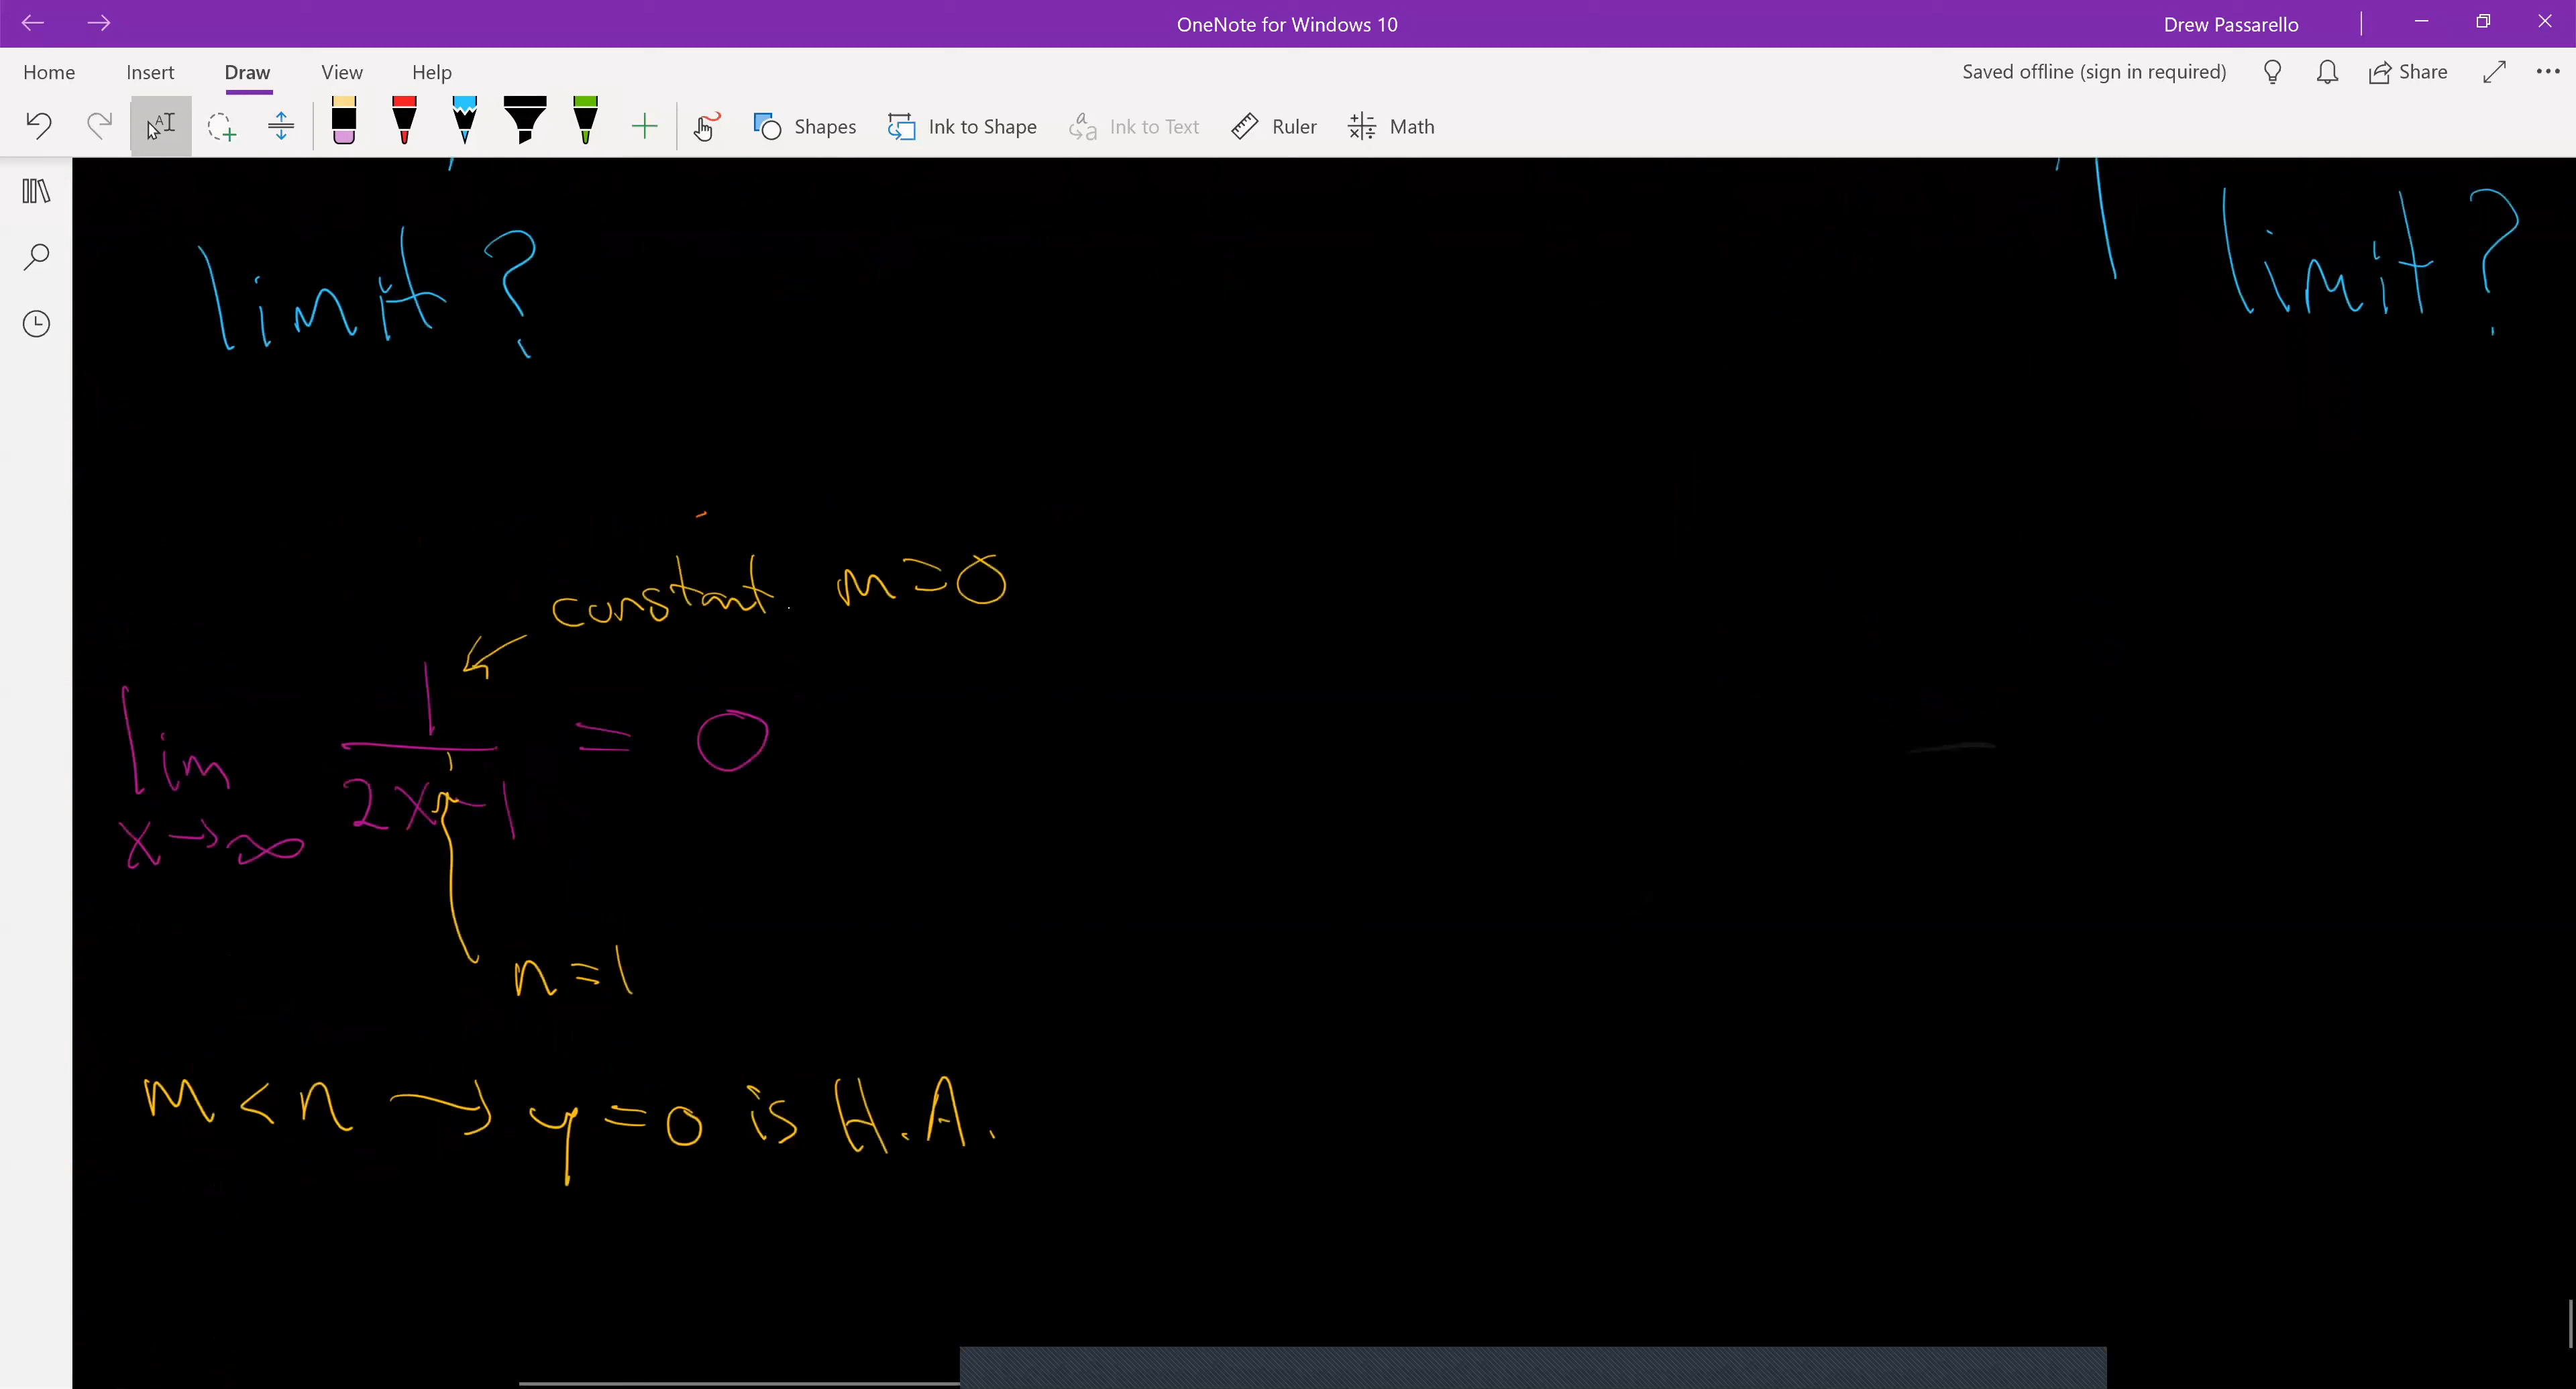 OneNote for Windows 10
Drew Passarello
Home Insert Draw View Help
Saved offline (sign in required) Share
Shapes Ink to Shape Ink to Text Ruler Math
limit?
limit?
constant. m=0
lim x→∞ 1/(2x-1) = 0
n=1
m<n → y=0 is H.A.